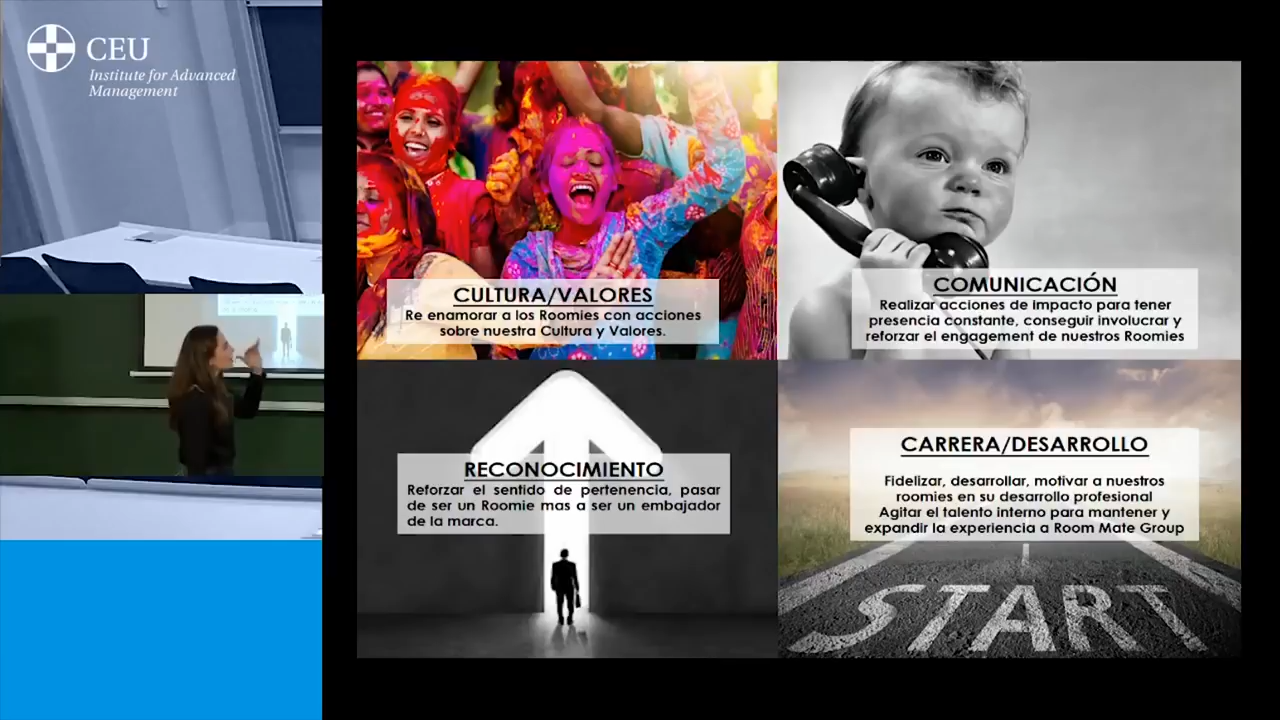 CEU
Institute for Advanced
Management
CULTURA/VALORES
Re enamorar a los Roomies con acciones
sobre nuestra Cultura y Valores.
COMUNICACIÓN
Realizar acciones de impacto para tener
presencia constante, conseguir involucrar y
reforzar el engagement de nuestros Roomies
RECONOCIMIENTO
Reforzar el sentido de pertenencia, pasar
de ser un Roomie mas a ser un embajador
de la marca.
CARRERA/DESARROLLO
Fidelizar, desarrollar, motivar a nuestros
roomies en su desarrollo profesional
Agitar el talento interno para mantener y
expandir la experiencia a Room Mate Group
START